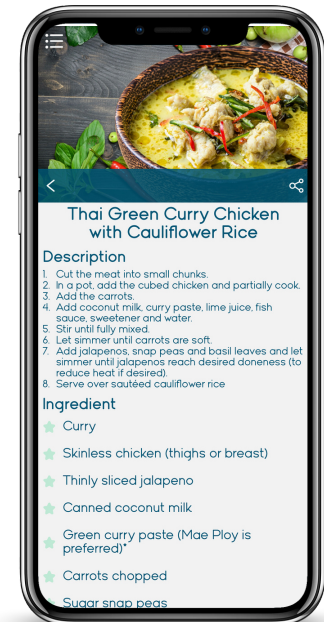 Thai Green Curry Chicken
with Cauliflower Rice
Description
1. Cut the meat into small chunks.
2. In a pot, add the cubed chicken and partially cook.
3. Add the carrots.
4. Add coconut milk, curry paste, lime juice, fish
sauce, sweetener and water.
5. Stir until fully mixed.
6. Let simmer until carrots are soft.
7. Add jalapenos, snap peas and basil leaves and let
simmer until jalapenos reach desired doneness (to
reduce heat if desired).
8. Serve over sautéed cauliflower rice
Ingredient
Curry
Skinless chicken (thighs or breast)
Thinly sliced jalapeno
Canned coconut milk
Green curry paste (Mae Ploy is
preferred)*
Carrots chopped
Sugar snap peas